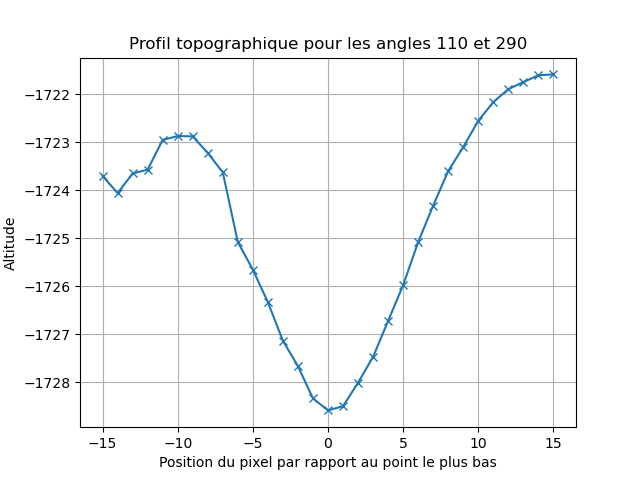 Profil topographique pour les angles 110 et 290
Altitude
−1722
−1723
−1724
−1725
−1726
−1727
−1728
−15 −10 −5 0 5 10 15
Position du pixel par rapport au point le plus bas